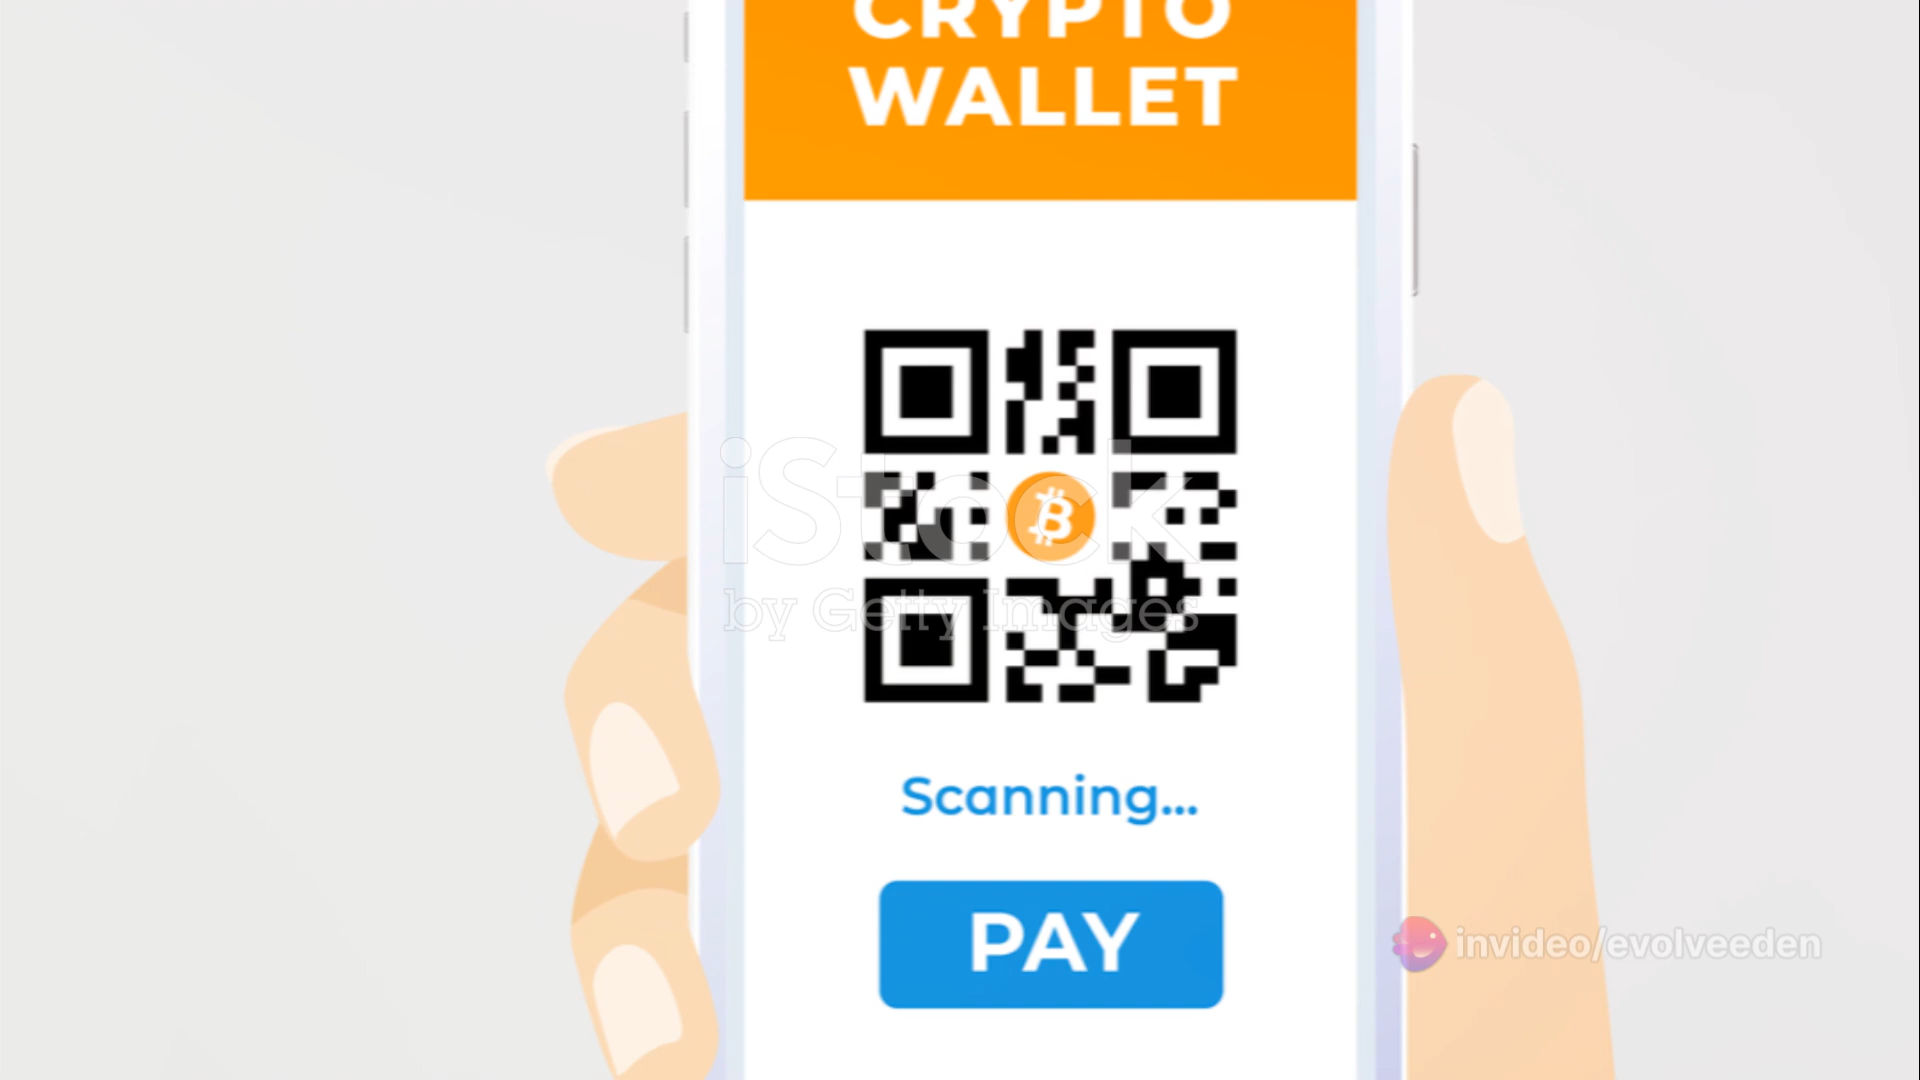 CRYPTO
WALLET
iStock
by Getty Images
Scanning...
PAY
invideo/evolveeden